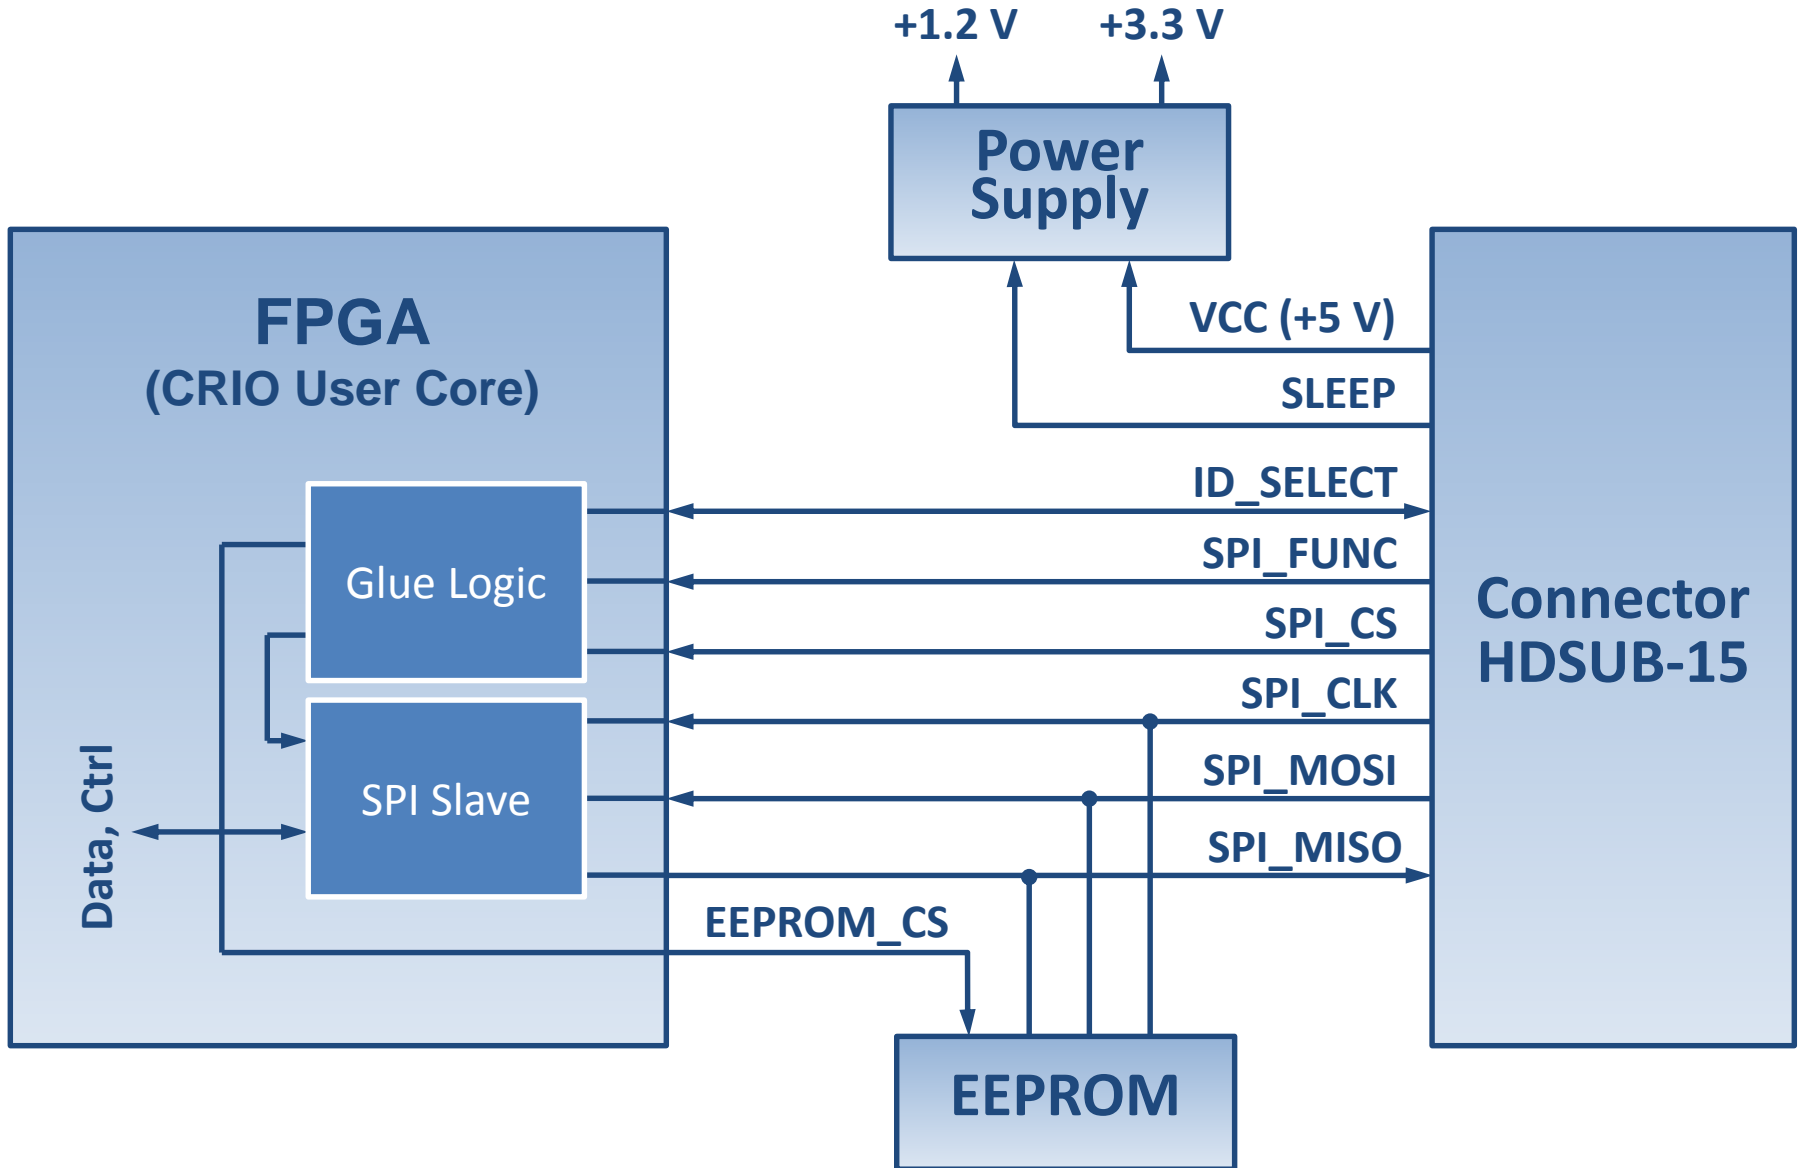 +1.2 V
+3.3 V
Power
Supply
FPGA
(CRIO User Core)
VCC (+5 V)
SLEEP
ID_SELECT
SPI_FUNC
Glue Logic
SPI_CS
Connector
HDSUB-15
SPI_CLK
SPI_MOSI
SPI Slave
Data, Ctrl
SPI_MISO
EEPROM_CS
EEPROM